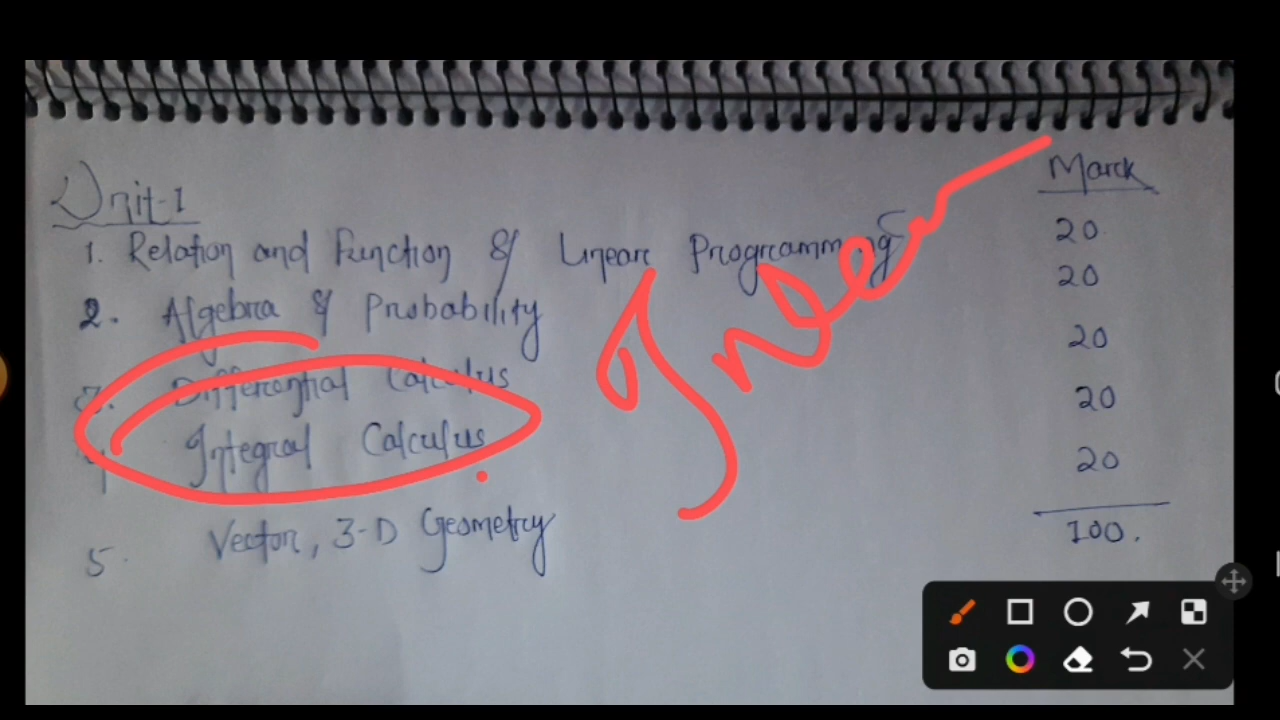 Unit-1
Marck
1. Relation and Function & Linear Programming
20
2. Algebra & Probability
20
3. Differential Calculus
20
4 Integral Calculus
20
5. Vector, 3-D Geometry
20
100.